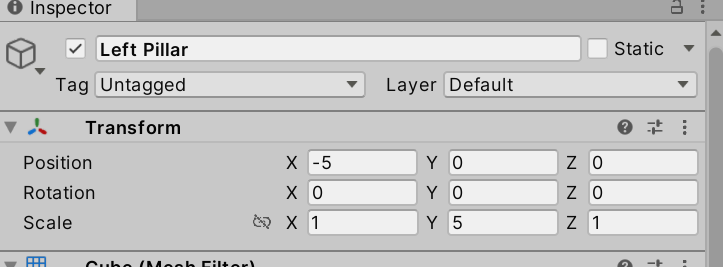 Inspector
Left Pillar Static
Tag Untagged Layer Default
Transform
Position X -5 Y 0 Z 0
Rotation X 0 Y 0 Z 0
Scale X 1 Y 5 Z 1
Cube (Mesh Filter)